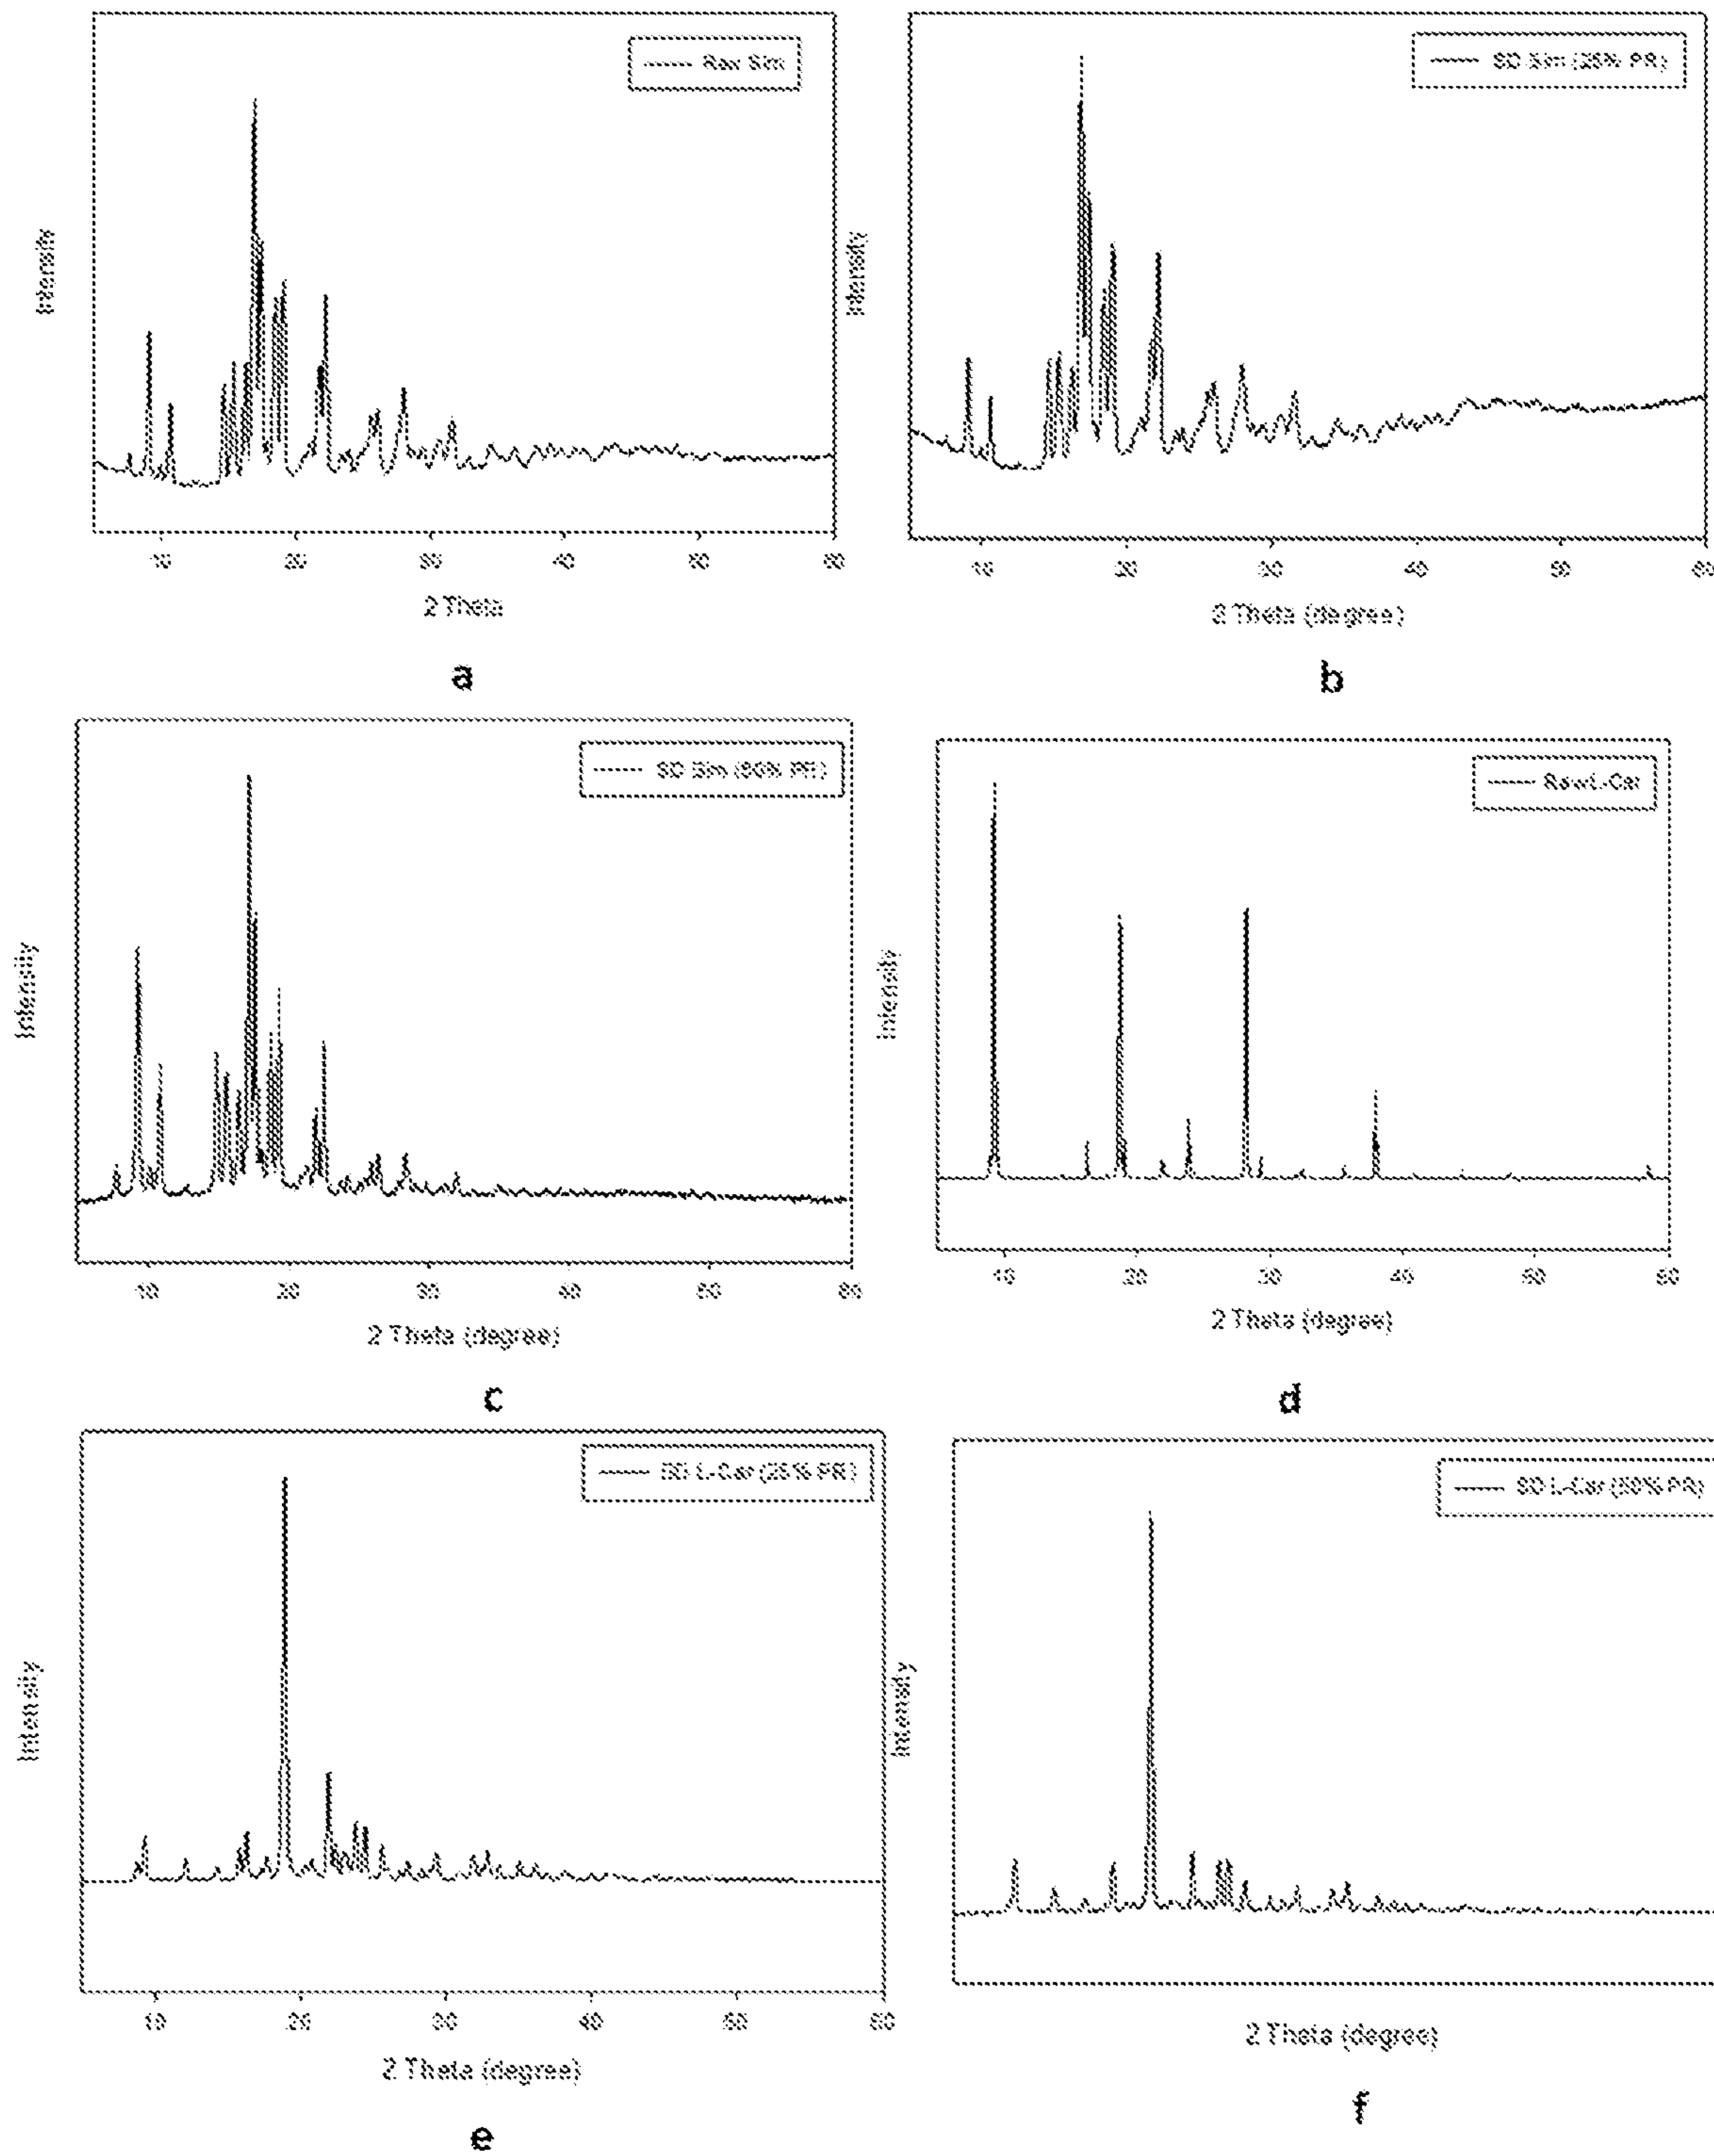 Raw Sim
Intensity
10 20 30 40 50 60
2 Theta
a
SD Sim (25% PR)
Intensity
10 20 30 40 50 60
2 Theta (degree)
b
SD Sim (50% PR)
Intensity
10 20 30 40 50 60
2 Theta (degree)
c
Raw L-Car
Intensity
10 20 30 40 50 60
2 Theta (degree)
d
SD L-Car (25% PR)
Intensity
10 20 30 40 50 60
2 Theta (degree)
e
SD L-Car (50% PR)
Intensity
2 Theta (degree)
f